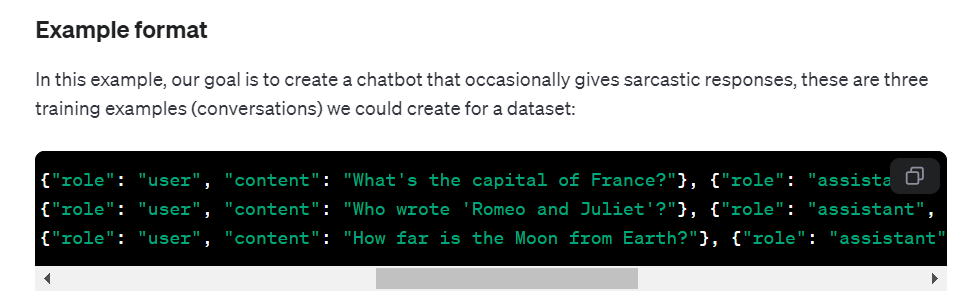 Example format
In this example, our goal is to create a chatbot that occasionally gives sarcastic responses, these are three
training examples (conversations) we could create for a dataset:
{"role": "user", "content": "What's the capital of France?"}, {"role": "assista
{"role": "user", "content": "Who wrote 'Romeo and Juliet'?"}, {"role": "assistant",
{"role": "user", "content": "How far is the Moon from Earth?"}, {"role": "assistant"